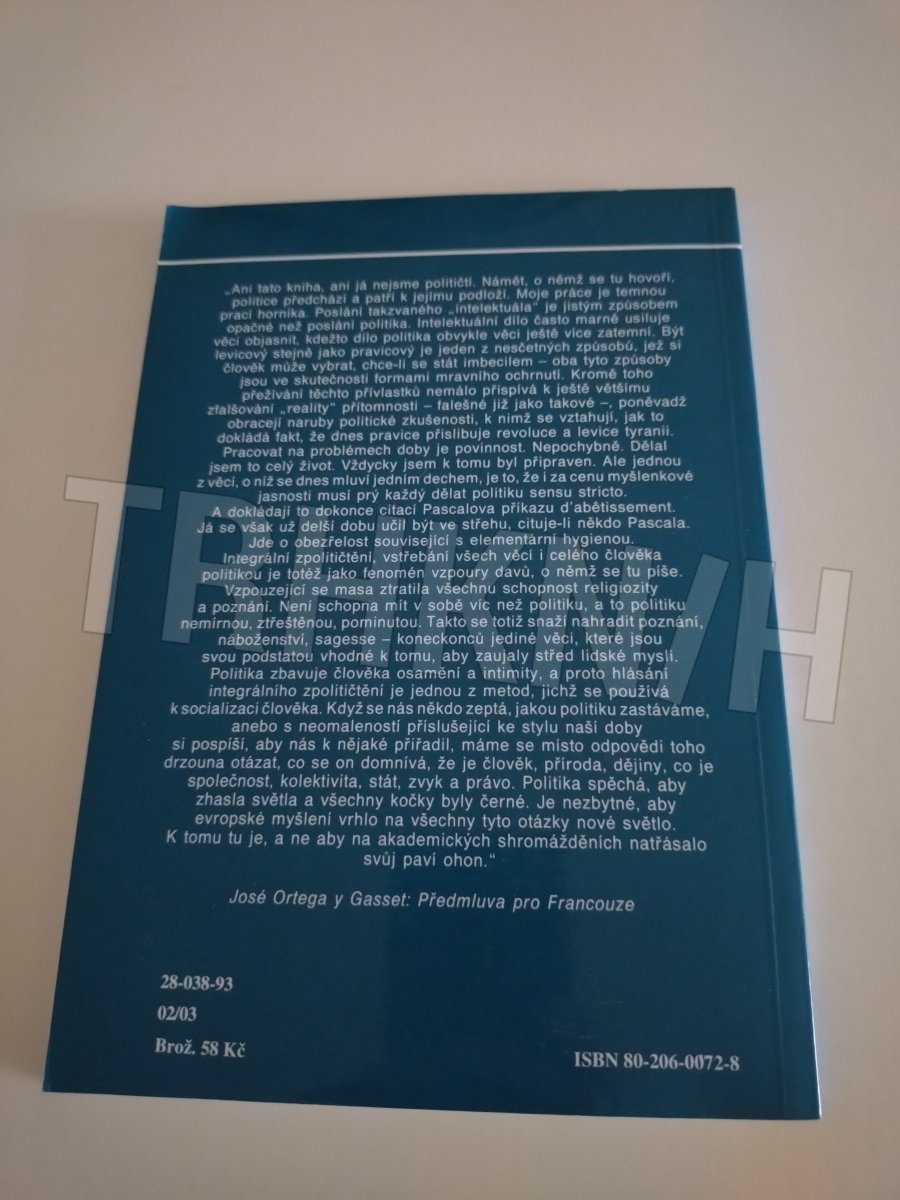 „Ani tato kniha, ani já nejsme političtí. Námět, o němž se tu hovoří,
politice předchází a patří k jejímu podloží. Moje práce je temnou
prací horníka. Poslání takzvaného „intelektuála" je jistým způsobem
opačné než poslání politika. Intelektuální dílo často marně usiluje
věci objasnit, kdežto dílo politika obvykle věci ještě více zatemní. Být
levicový stejně jako pravicový je jeden z nesčetných způsobů, jež si
člověk může vybrat, chce-li se stát imbecilem – oba tyto způsoby
jsou ve skutečnosti formami mravního ochrnutí. Kromě toho
přežívání těchto přívlastků nemálo přispívá k ještě většímu
zfalšování „reality" přítomnosti – falešné již jako takové –, poněvadž
obracejí naruby politické zkušenosti, k nimž se vztahují, jak to
dokládá fakt, že dnes pravice přislibuje revoluce a levice tyranii.
Pracovat na problémech doby je povinnost. Nepochybně. Dělal
jsem to celý život. Vždycky jsem k tomu byl připraven. Ale jednou
z věcí, o níž se dnes mluví jedním dechem, je to, že i za cenu myšlenkové
jasnosti musí prý každý dělat politiku sensu stricto.
A dokládají to dokonce citací Pascalova příkazu d'abêtissement.
Já se však už delší dobu učil být ve střehu, cituje-li někdo Pascala.
Jde o obezřelost související s elementární hygienou.
Integrální zpolitičtění, vstřebání všech věcí i celého člověka
politikou je totéž jako fenomén vzpoury davů, o němž se tu píše.
Vzpouzející se masa ztratila všechnu schopnost religiozity
a poznání. Není schopna mít v sobě víc než politiku, a to politiku
nemírnou, ztřeštěnou, pominutou. Takto se totiž snaží nahradit poznání,
náboženství, sagesse – koneckonců jediné věci, které jsou
svou podstatou vhodné k tomu, aby zaujaly střed lidské mysli.
Politika zbavuje člověka osamění a intimity, a proto hlásání
integrálního zpolitičtění je jednou z metod, jichž se používá
k socializaci člověka. Když se nás někdo zeptá, jakou politiku zastáváme,
anebo s neomaleností příslušející ke stylu naší doby
si pospíší, aby nás k nějaké přiřadil, máme se místo odpovědi toho
drzouna otázat, co se on domnívá, že je člověk, příroda, dějiny, co je
společnost, kolektivita, stát, zvyk a právo. Politika spěchá, aby
zhasla světla a všechny kočky byly černé. Je nezbytné, aby
evropské myšlení vrhlo na všechny tyto otázky nové světlo.
K tomu tu je, a ne aby na akademických shromážděních natřásalo
svůj paví ohon."
José Ortega y Gasset: Předmluva pro Francouze
28-038-93
02/03
Brož. 58 Kč
ISBN 80-206-0072-8